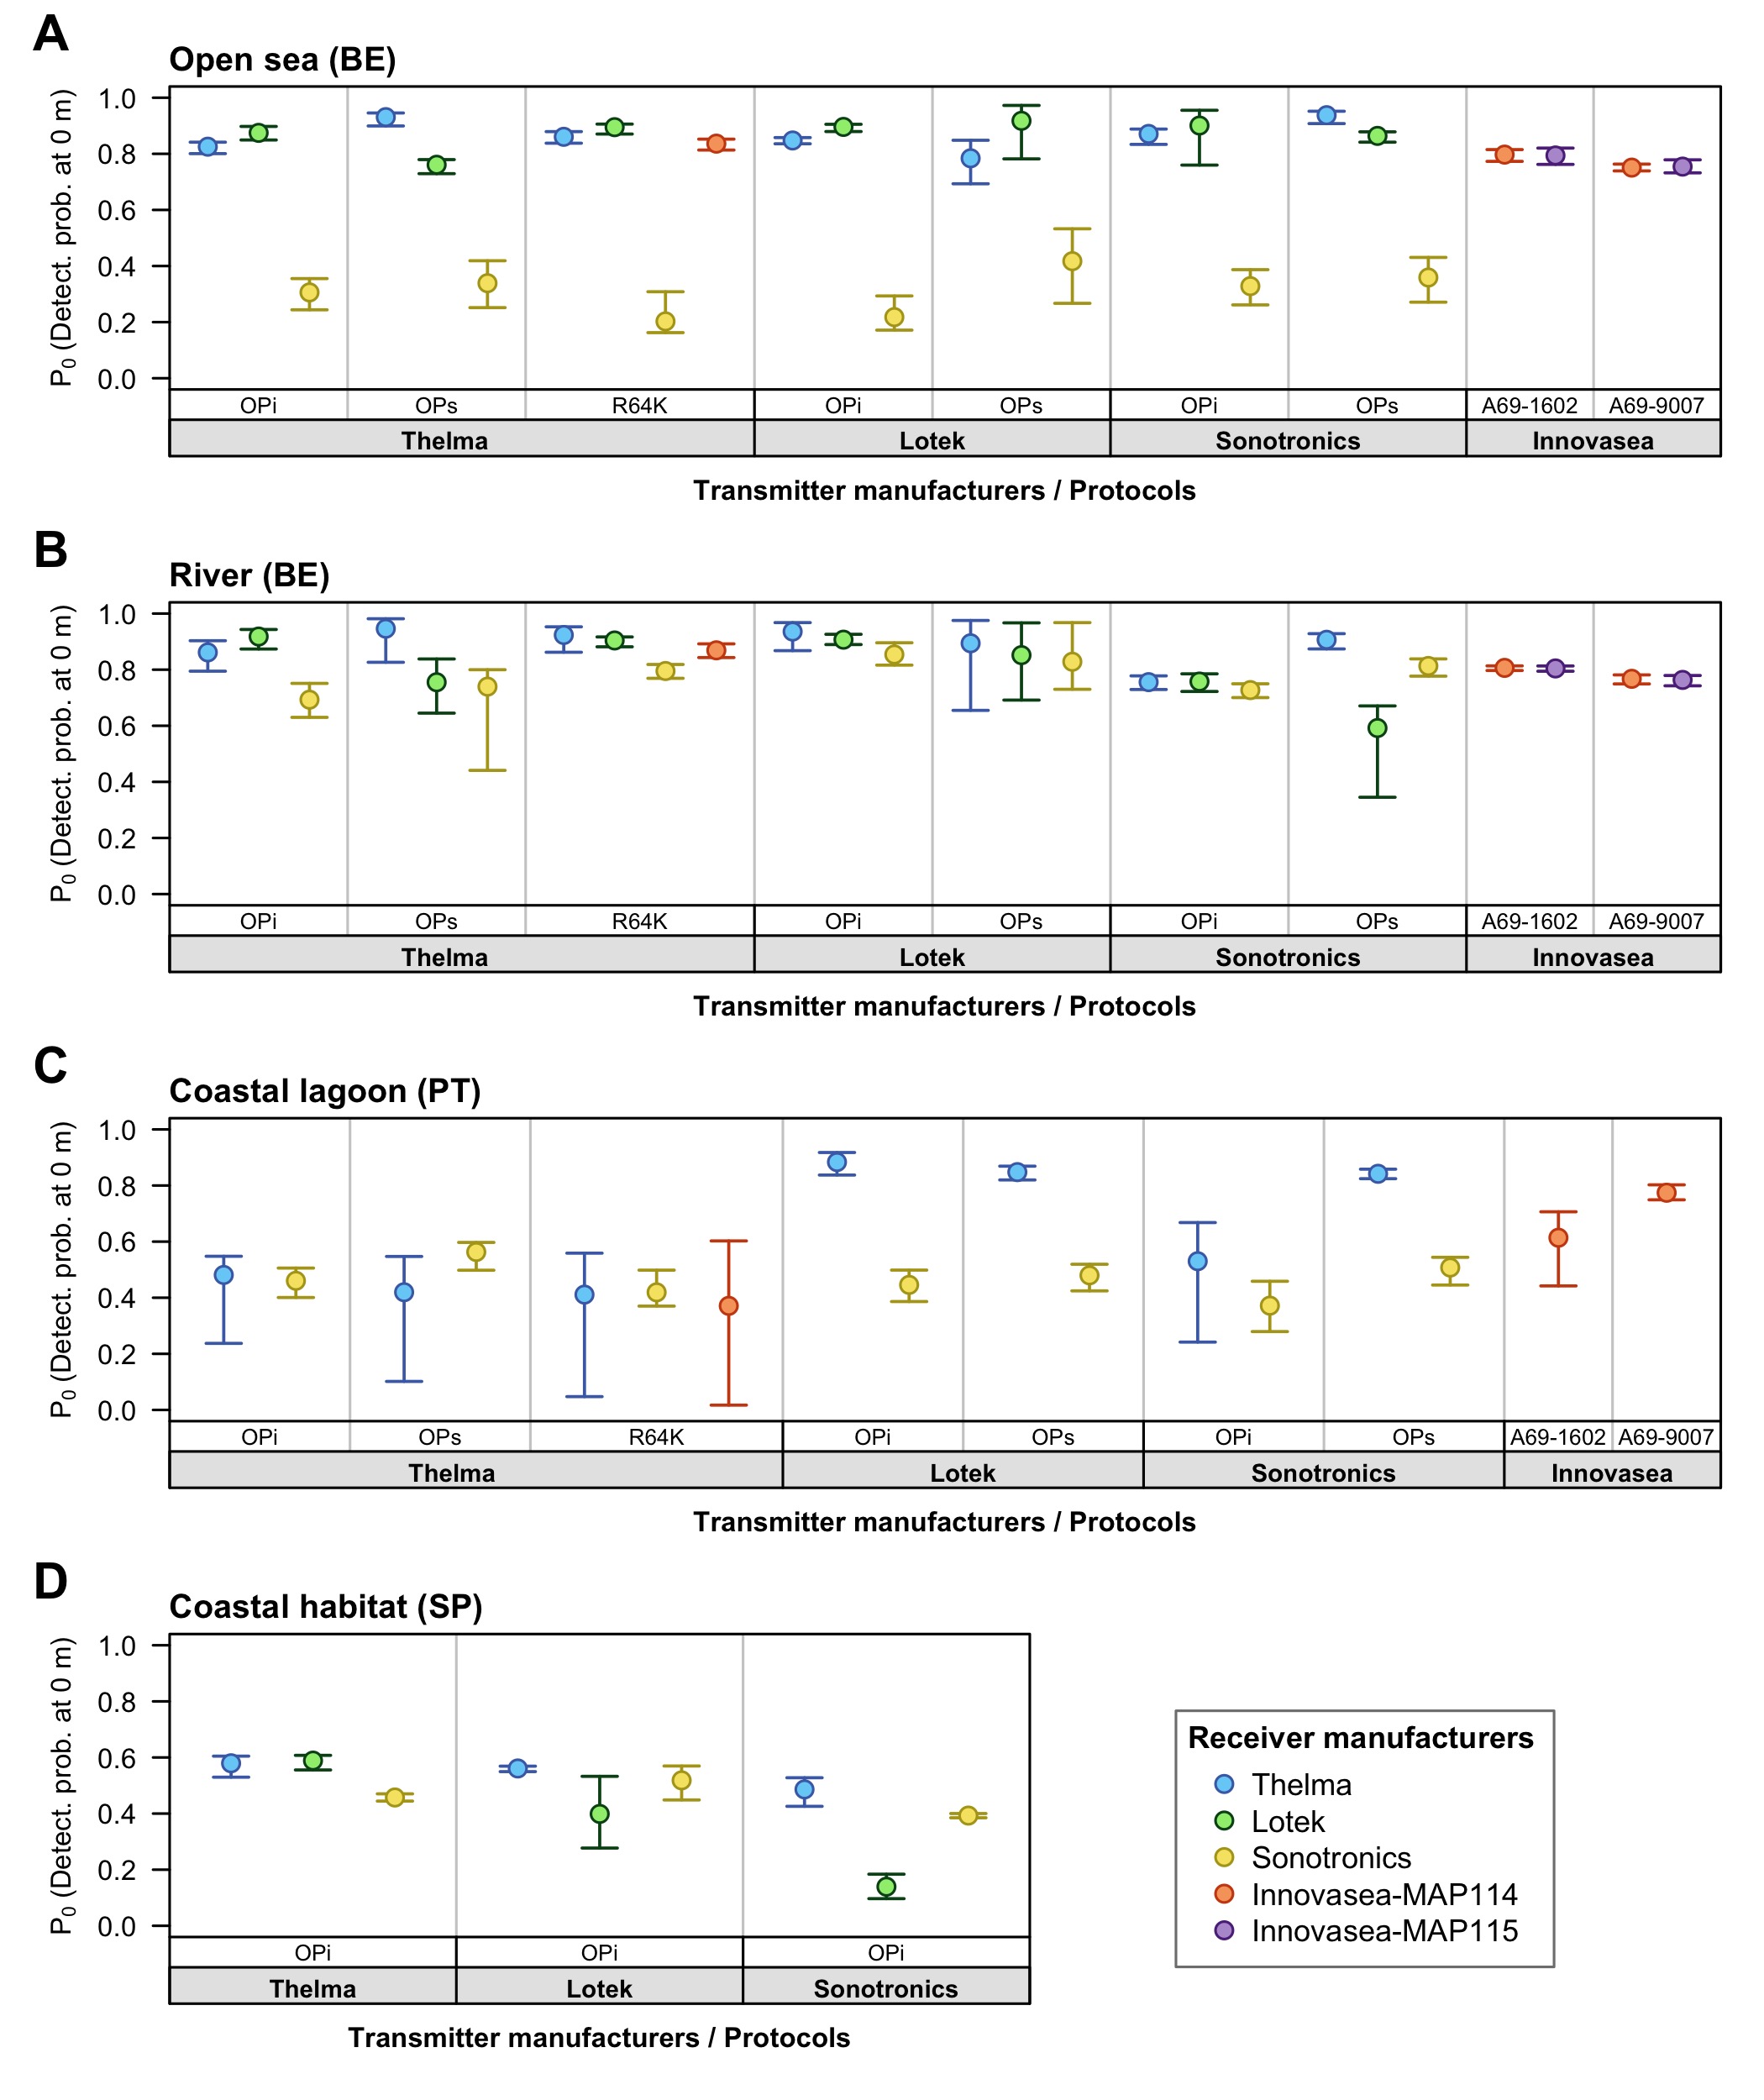 A
Open sea (BE)
P0 (Detect. prob. at 0 m)
1.0
0.8
0.6
0.4
0.2
0.0
OPi OPs R64K OPi OPs OPi OPs A69-1602 A69-9007
Thelma Lotek Sonotronics Innovasea
Transmitter manufacturers / Protocols
B
River (BE)
P0 (Detect. prob. at 0 m)
1.0
0.8
0.6
0.4
0.2
0.0
OPi OPs R64K OPi OPs OPi OPs A69-1602 A69-9007
Thelma Lotek Sonotronics Innovasea
Transmitter manufacturers / Protocols
C
Coastal lagoon (PT)
P0 (Detect. prob. at 0 m)
1.0
0.8
0.6
0.4
0.2
0.0
OPi OPs R64K OPi OPs OPi OPs A69-1602 A69-9007
Thelma Lotek Sonotronics Innovasea
Transmitter manufacturers / Protocols
D
Coastal habitat (SP)
P0 (Detect. prob. at 0 m)
1.0
0.8
0.6
0.4
0.2
0.0
OPi OPi OPi
Thelma Lotek Sonotronics
Transmitter manufacturers / Protocols
Receiver manufacturers
Thelma
Lotek
Sonotronics
Innovasea-MAP114
Innovasea-MAP115